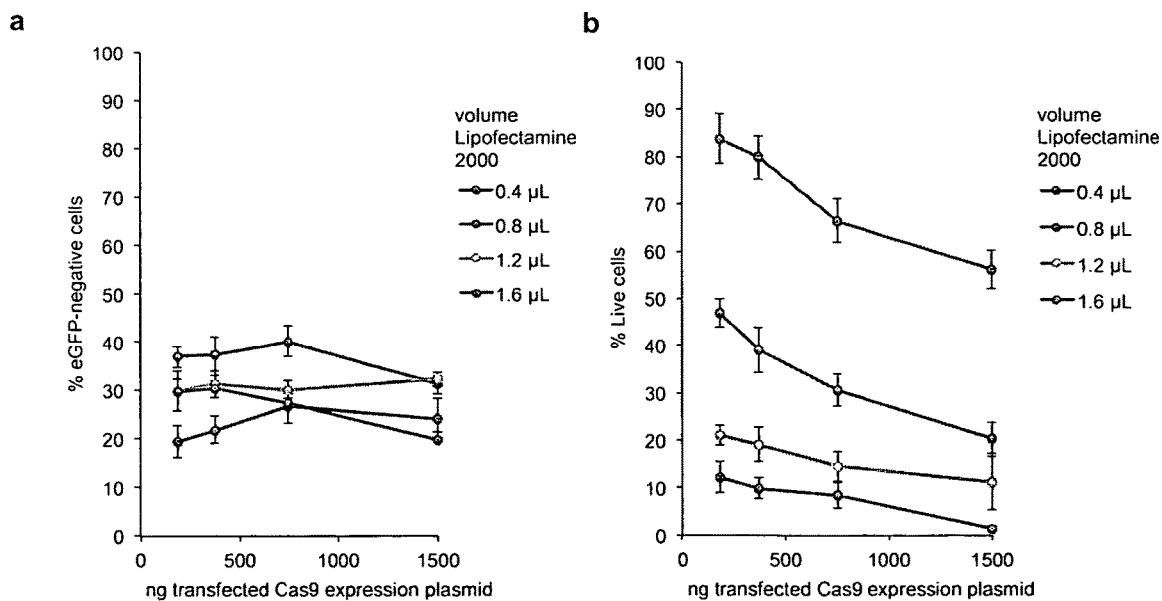 a
100
90
80
70
60
50
40
30
20
10
0
% eGFP-negative cells
0 500 1000 1500
ng transfected Cas9 expression plasmid
volume
Lipofectamine
2000
0.4 µL
0.8 µL
1.2 µL
1.6 µL
b
100
90
80
70
60
50
40
30
20
10
0
% Live cells
0 500 1000 1500
ng transfected Cas9 expression plasmid
volume
Lipofectamine
2000
0.4 µL
0.8 µL
1.2 µL
1.6 µL